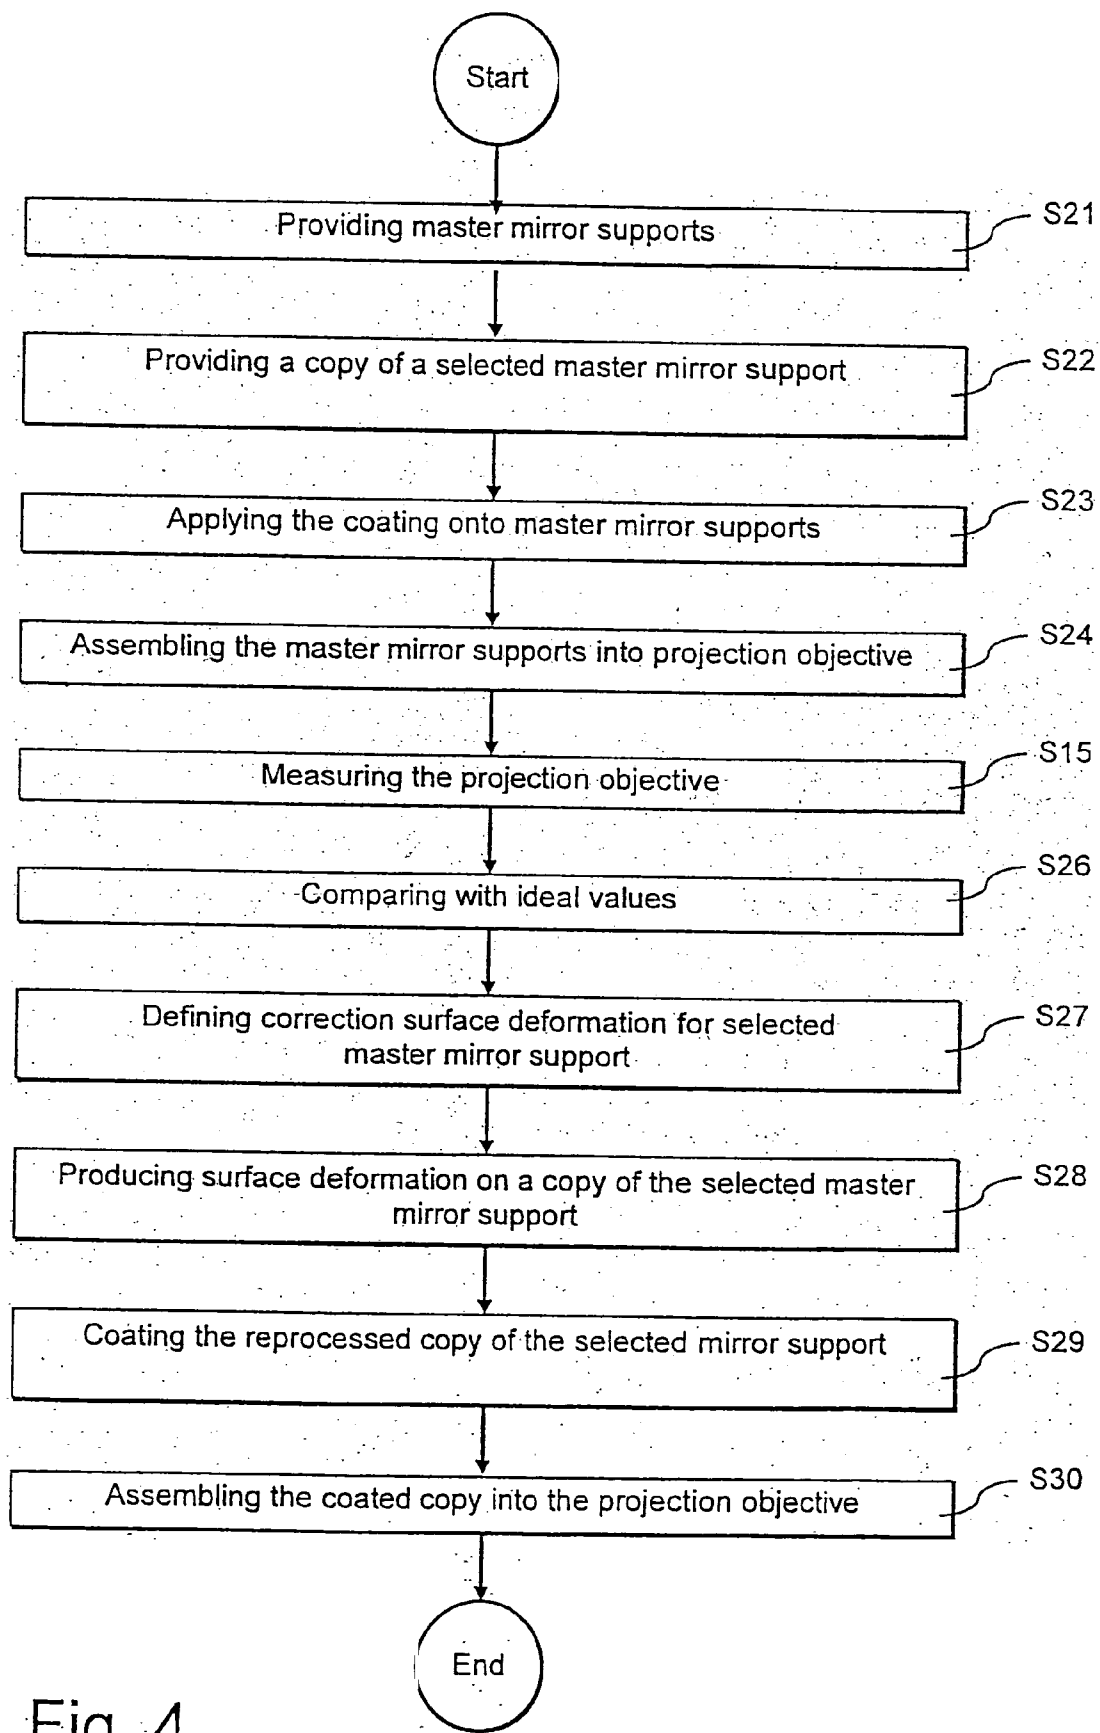 Start
Providing master mirror supports
S21
Providing a copy of a selected master mirror support
S22
Applying the coating onto master mirror supports
S23
Assembling the master mirror supports into projection objective
S24
Measuring the projection objective
S15
Comparing with ideal values
S26
Defining correction surface deformation for selected
master mirror support
S27
Producing surface deformation on a copy of the selected master
mirror support
S28
Coating the reprocessed copy of the selected mirror support
S29
Assembling the coated copy into the projection objective
S30
End
Fig. 4